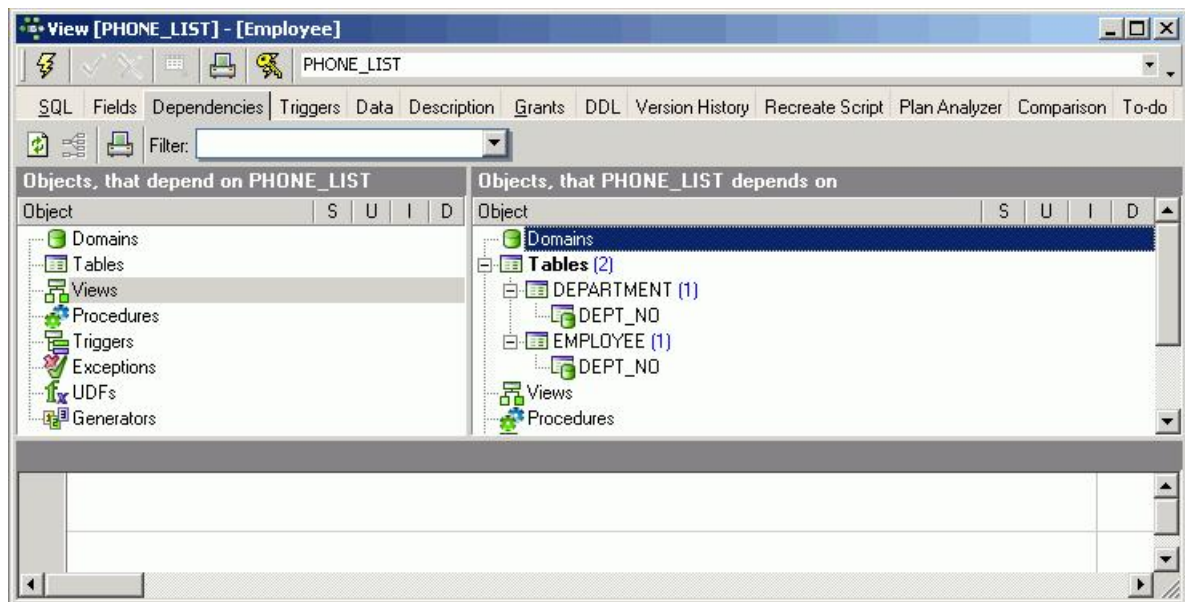 View [PHONE_LIST] - [Employee]
PHONE_LIST
SQL Fields Dependencies Triggers Data Description Grants DDL Version History Recreate Script Plan Analyzer Comparison To-do
Filter:
Objects, that depend on PHONE_LIST
Object S U I D
Domains
Tables
Views
Procedures
Triggers
Exceptions
UDFs
Generators
Objects, that PHONE_LIST depends on
Object S U I D
Domains
Tables (2)
DEPARTMENT (1)
DEPT_NO
EMPLOYEE (1)
DEPT_NO
Views
Procedures